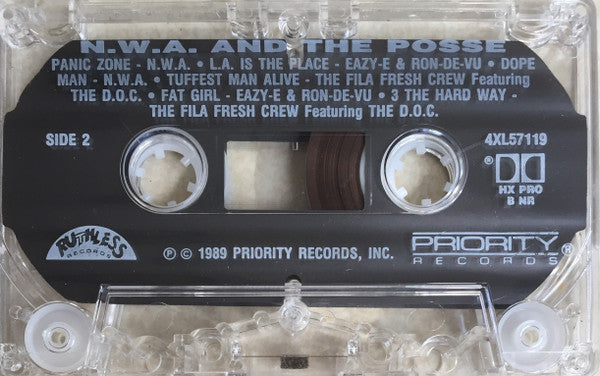 N.W.A. AND THE POSSE
PANIC ZONE - N.W.A. • L.A. IS THE PLACE - EAZY-E & RON-DE-VU • DOPE
MAN - N.W.A. • TUFFEST MAN ALIVE - THE FILA FRESH CREW Featuring
THE D.O.C. • FAT GIRL - EAZY-E & RON-DE-VU • 3 THE HARD WAY -
THE FILA FRESH CREW Featuring THE D.O.C.
SIDE 2
4XL57119
HX PRO
B NR
RUTHLESS
RECORDS
℗ © 1989 PRIORITY RECORDS, INC.
PRIORITY
RECORDS®